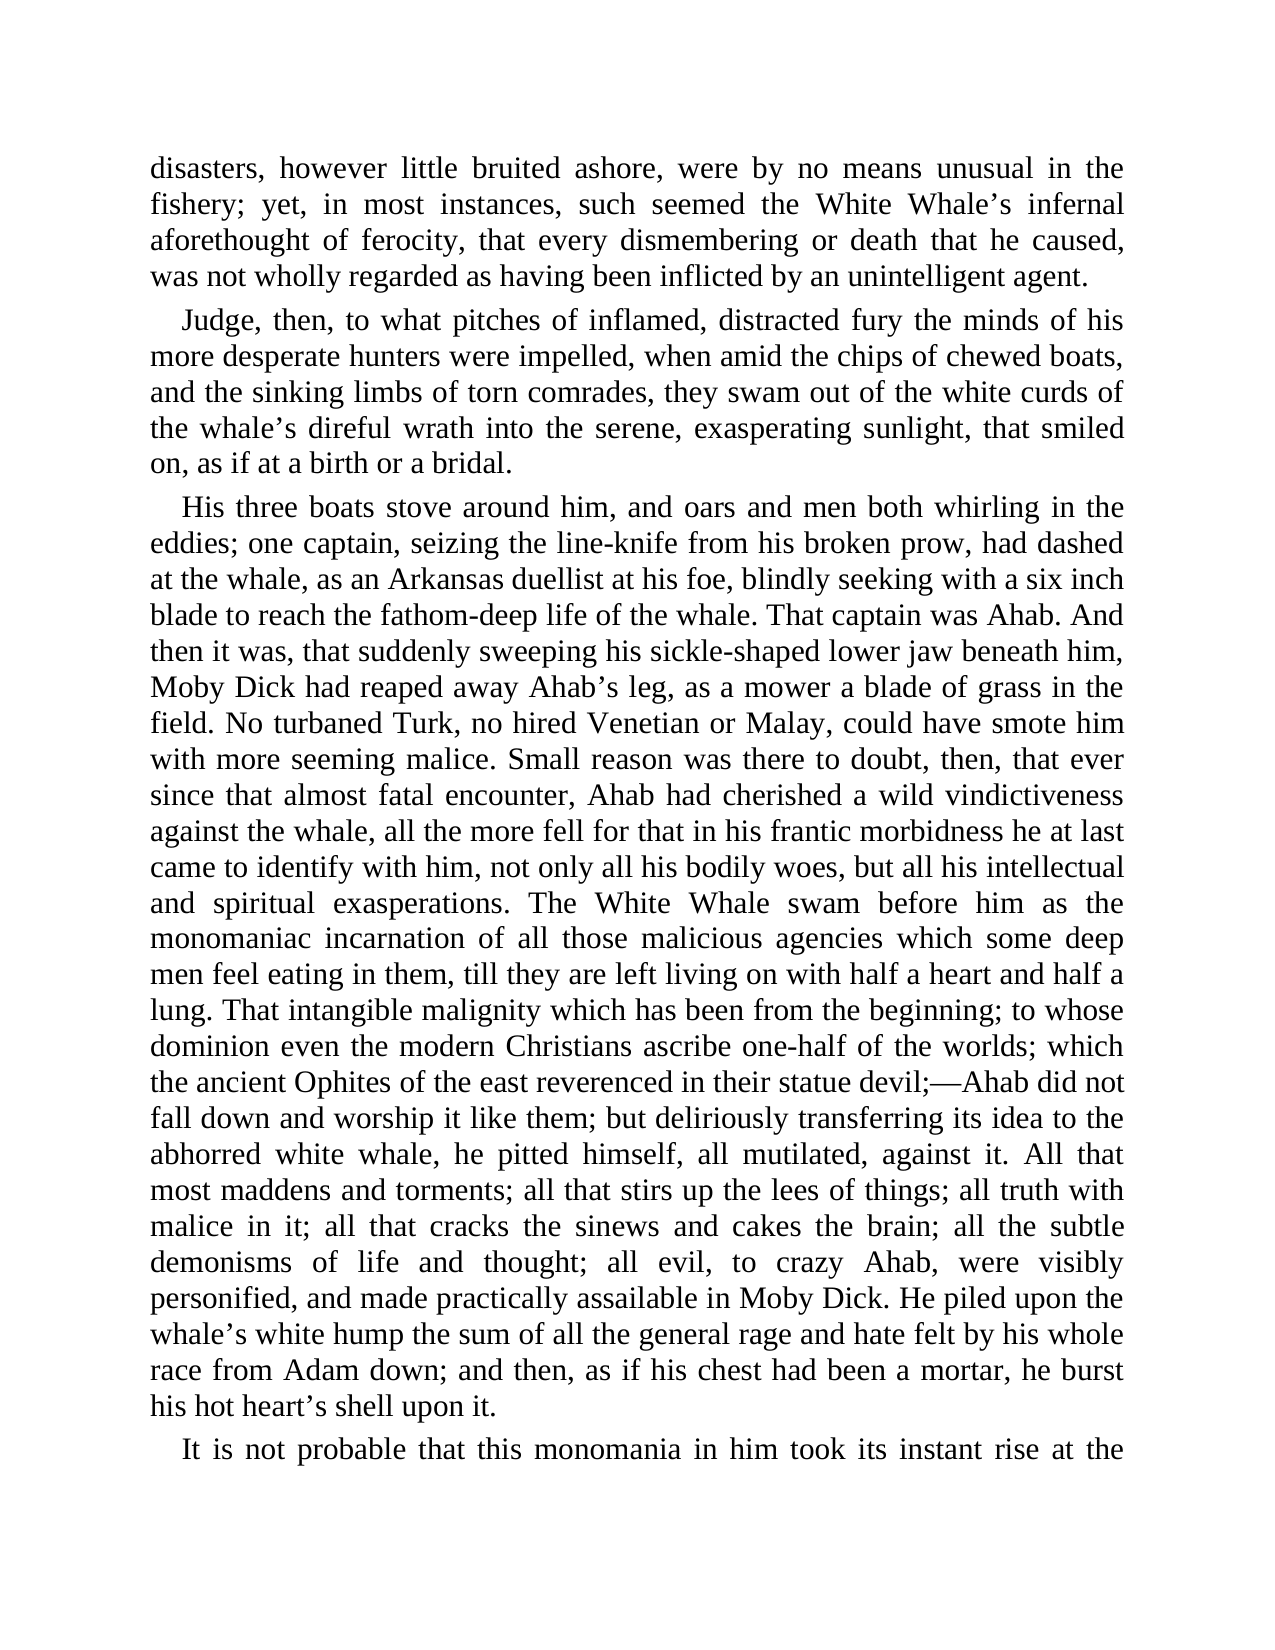 disasters, however little bruited ashore, were by no means unusual in the
fishery; yet, in most instances, such seemed the White Whale’s infernal
aforethought of ferocity, that every dismembering or death that he caused,
was not wholly regarded as having been inflicted by an unintelligent agent.
Judge, then, to what pitches of inflamed, distracted fury the minds of his
more desperate hunters were impelled, when amid the chips of chewed boats,
and the sinking limbs of torn comrades, they swam out of the white curds of
the whale’s direful wrath into the serene, exasperating sunlight, that smiled
on, as if at a birth or a bridal.
His three boats stove around him, and oars and men both whirling in the
eddies; one captain, seizing the line-knife from his broken prow, had dashed
at the whale, as an Arkansas duellist at his foe, blindly seeking with a six inch
blade to reach the fathom-deep life of the whale. That captain was Ahab. And
then it was, that suddenly sweeping his sickle-shaped lower jaw beneath him,
Moby Dick had reaped away Ahab’s leg, as a mower a blade of grass in the
field. No turbaned Turk, no hired Venetian or Malay, could have smote him
with more seeming malice. Small reason was there to doubt, then, that ever
since that almost fatal encounter, Ahab had cherished a wild vindictiveness
against the whale, all the more fell for that in his frantic morbidness he at last
came to identify with him, not only all his bodily woes, but all his intellectual
and spiritual exasperations. The White Whale swam before him as the
monomaniac incarnation of all those malicious agencies which some deep
men feel eating in them, till they are left living on with half a heart and half a
lung. That intangible malignity which has been from the beginning; to whose
dominion even the modern Christians ascribe one-half of the worlds; which
the ancient Ophites of the east reverenced in their statue devil;—Ahab did not
fall down and worship it like them; but deliriously transferring its idea to the
abhorred white whale, he pitted himself, all mutilated, against it. All that
most maddens and torments; all that stirs up the lees of things; all truth with
malice in it; all that cracks the sinews and cakes the brain; all the subtle
demonisms of life and thought; all evil, to crazy Ahab, were visibly
personified, and made practically assailable in Moby Dick. He piled upon the
whale’s white hump the sum of all the general rage and hate felt by his whole
race from Adam down; and then, as if his chest had been a mortar, he burst
his hot heart’s shell upon it.
It is not probable that this monomania in him took its instant rise at the